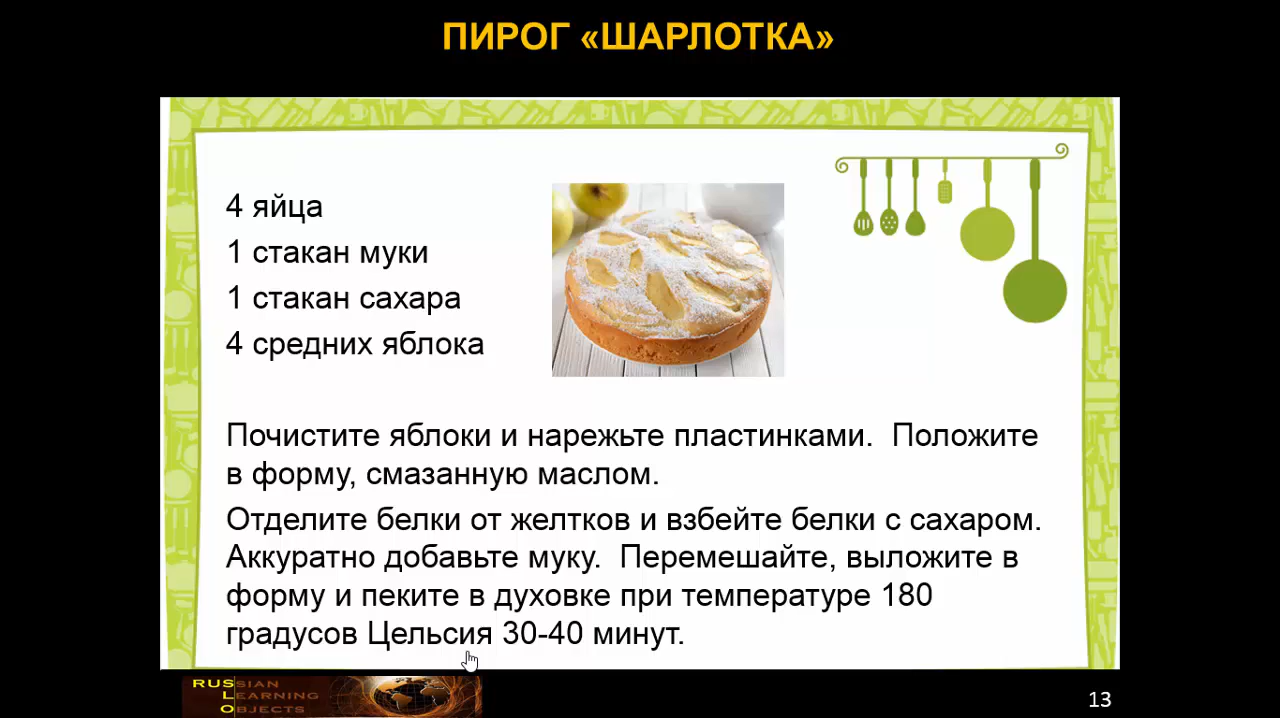 ПИРОГ «ШАРЛОТКА»
4 яйца
1 стакан муки
1 стакан сахара
4 средних яблока
Почистите яблоки и нарежьте пластинками.  Положите
в форму, смазанную маслом.
Отделите белки от желтков и взбейте белки с сахаром.
Аккуратно добавьте муку.  Перемешайте, выложите в
форму и пеките в духовке при температуре 180
градусов Цельсия 30-40 минут.
RUSSIAN
LEARNING
OBJECTS
13